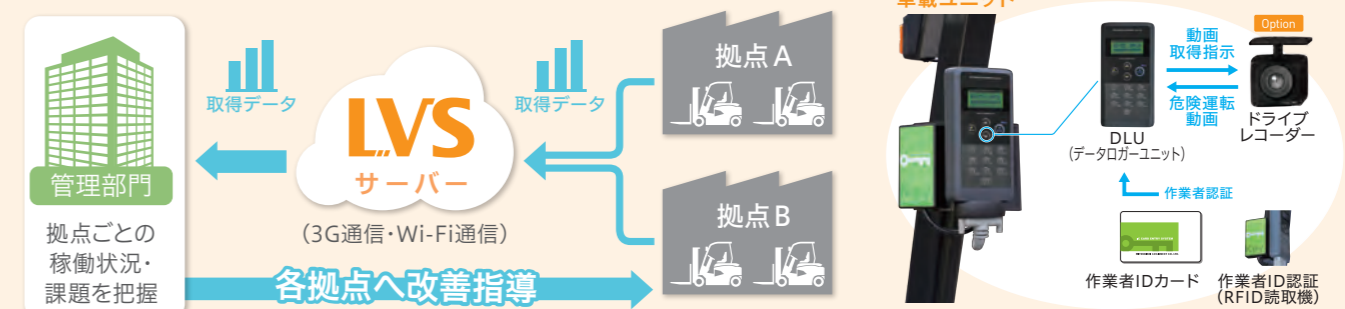 取得データ
LVS
サーバー
(3G通信・Wi-Fi通信)
取得データ
拠点A
拠点B
管理部門
拠点ごとの
稼働状況・
課題を把握
各拠点へ改善指導
車載ユニット
DLU
(データロガーユニット)
動画
取得指示
危険運転
動画
Option
ドライブ
レコーダー
作業者認証
作業者IDカード
作業者ID認証
(RFID読取機)